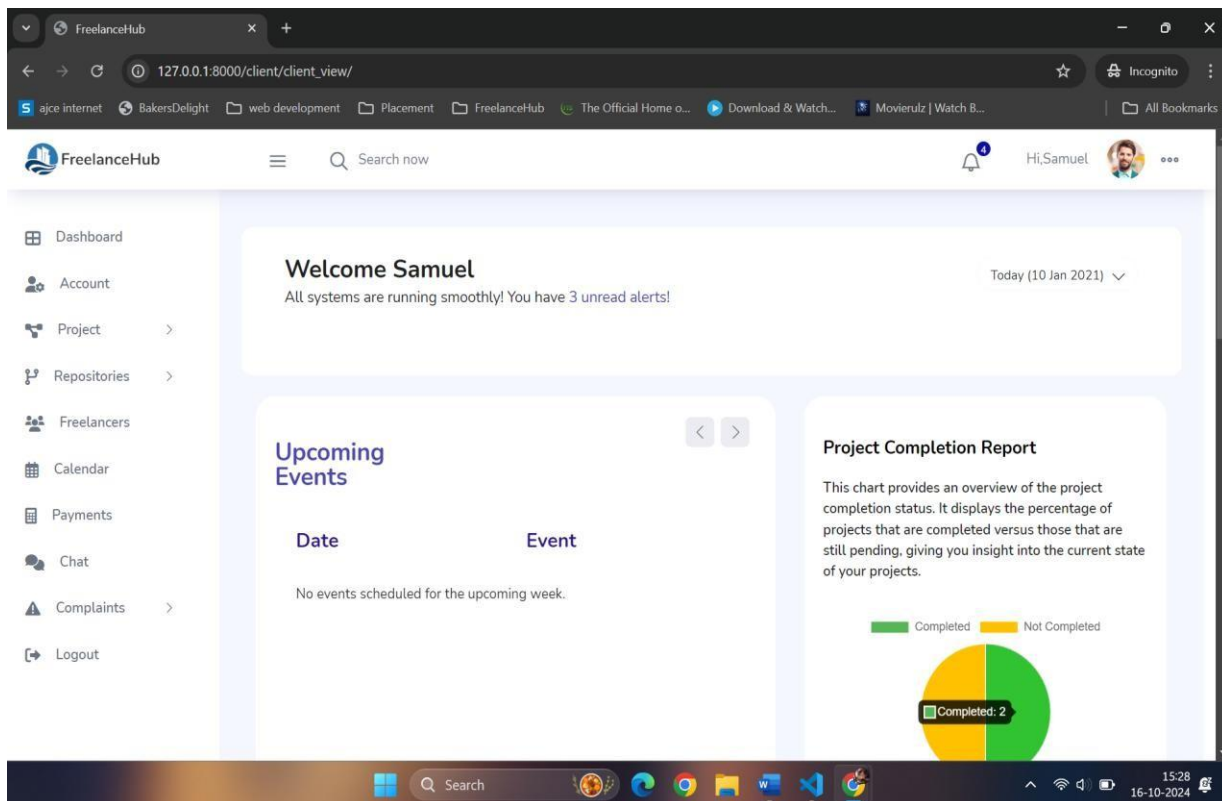 FreelanceHub
127.0.0.1:8000/client/client_view/
Incognito
ajce internet BakersDelight web development Placement FreelanceHub The Official Home o... Download & Watch... Movierulz | Watch B... All Bookmarks
FreelanceHub
Search now
4
Hi,Samuel
Dashboard
Account
Project
Repositories
Freelancers
Calendar
Payments
Chat
Complaints
Logout
Welcome Samuel
All systems are running smoothly! You have 3 unread alerts!
Today (10 Jan 2021)
Upcoming
Events
Date Event
No events scheduled for the upcoming week.
Project Completion Report
This chart provides an overview of the project
completion status. It displays the percentage of
projects that are completed versus those that are
still pending, giving you insight into the current state
of your projects.
Completed Not Completed
Completed: 2
Search
15:28
16-10-2024